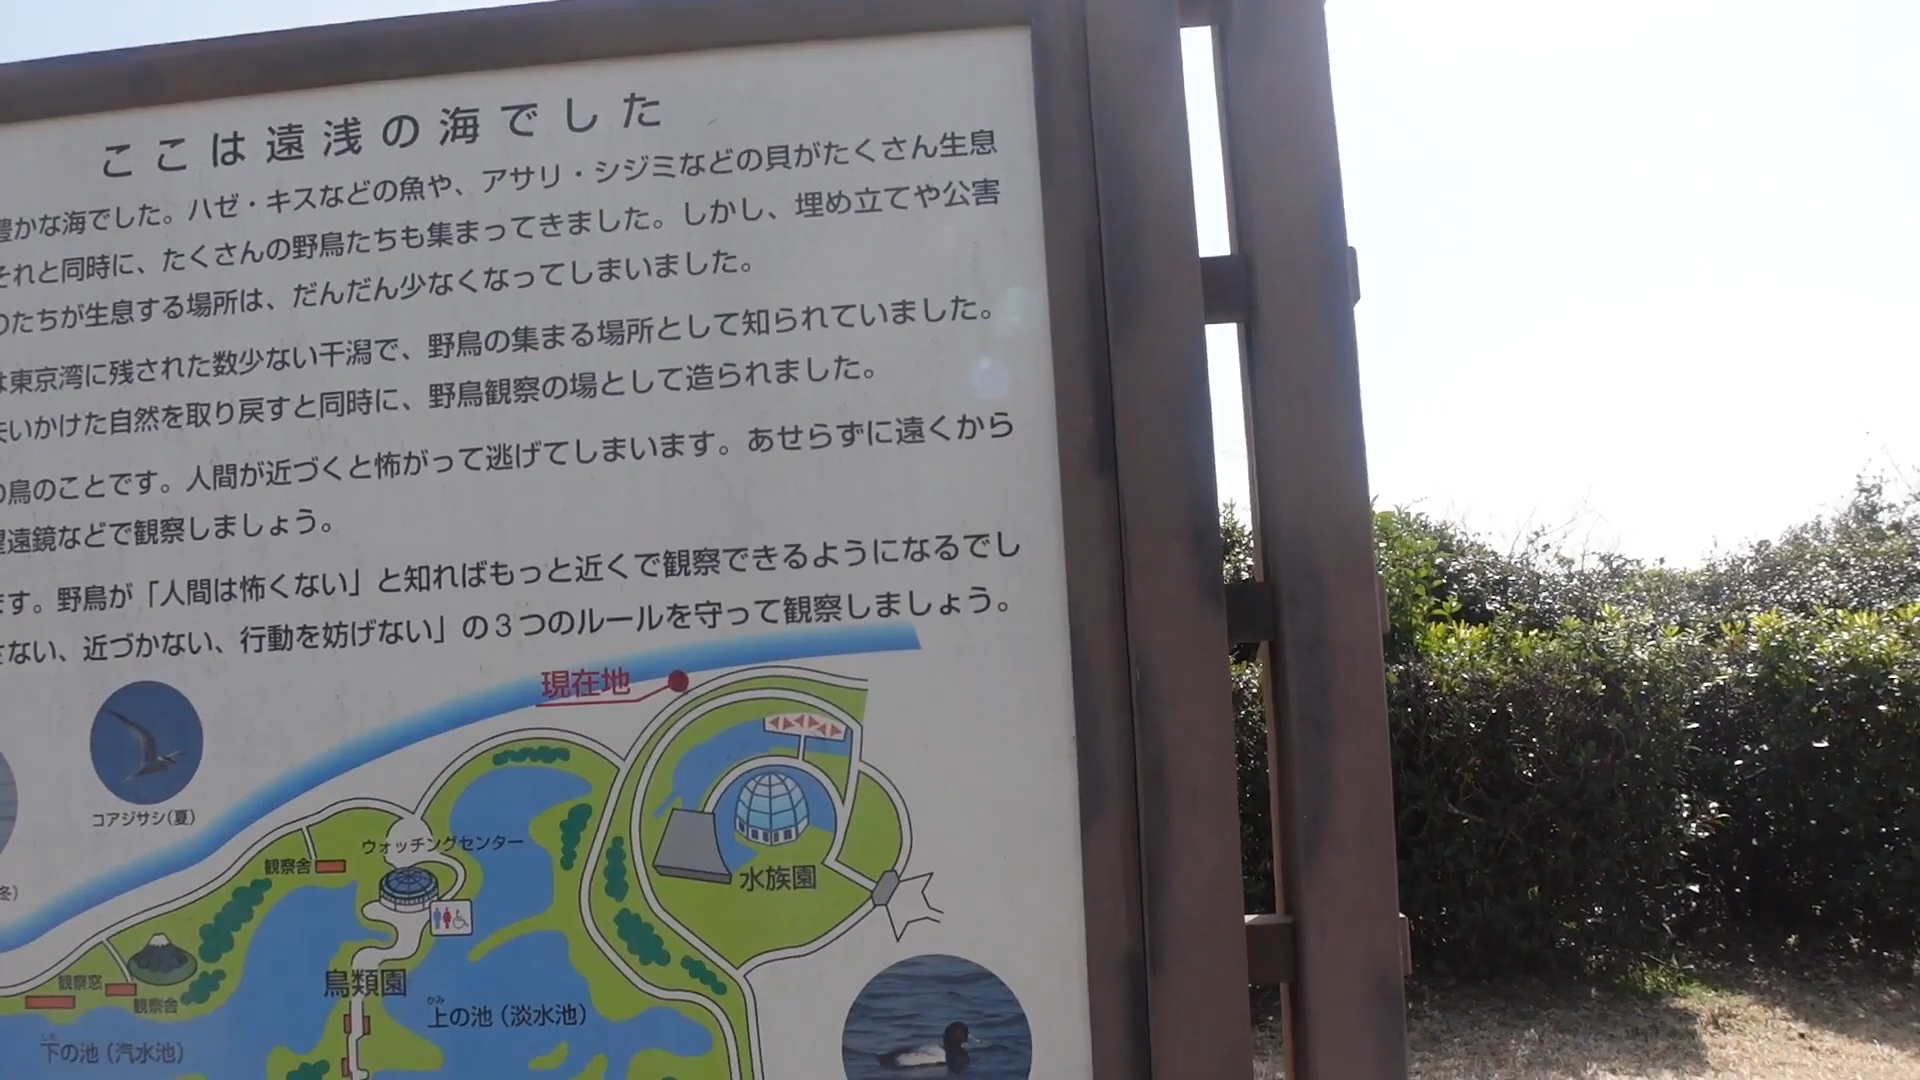 ここは遠浅の海でした
豊かな海でした。ハゼ・キスなどの魚や、アサリ・シジミなどの貝がたくさん生息
それと同時に、たくさんの野鳥たちも集まってきました。しかし、埋め立てや公害
のたちが生息する場所は、だんだん少なくなってしまいました。
は東京湾に残された数少ない干潟で、野鳥の集まる場所として知られていました。
いかけた自然を取り戻すと同時に、野鳥観察の場として造られました。
の鳥のことです。人間が近づくと怖がって逃げてしまいます。あせらずに遠くから
望遠鏡などで観察しましょう。
ます。野鳥が「人間は怖くない」と知ればもっと近くで観察できるようになるでし
ない、近づかない、行動を妨げない」の3つのルールを守って観察しましょう。
現在地
コアジサシ(夏)
ウォッチングセンター
観察舎
水族園
冬)
観察窓
観察舎
鳥類園
かみ
上の池(淡水池)
しも
下の池(汽水池)